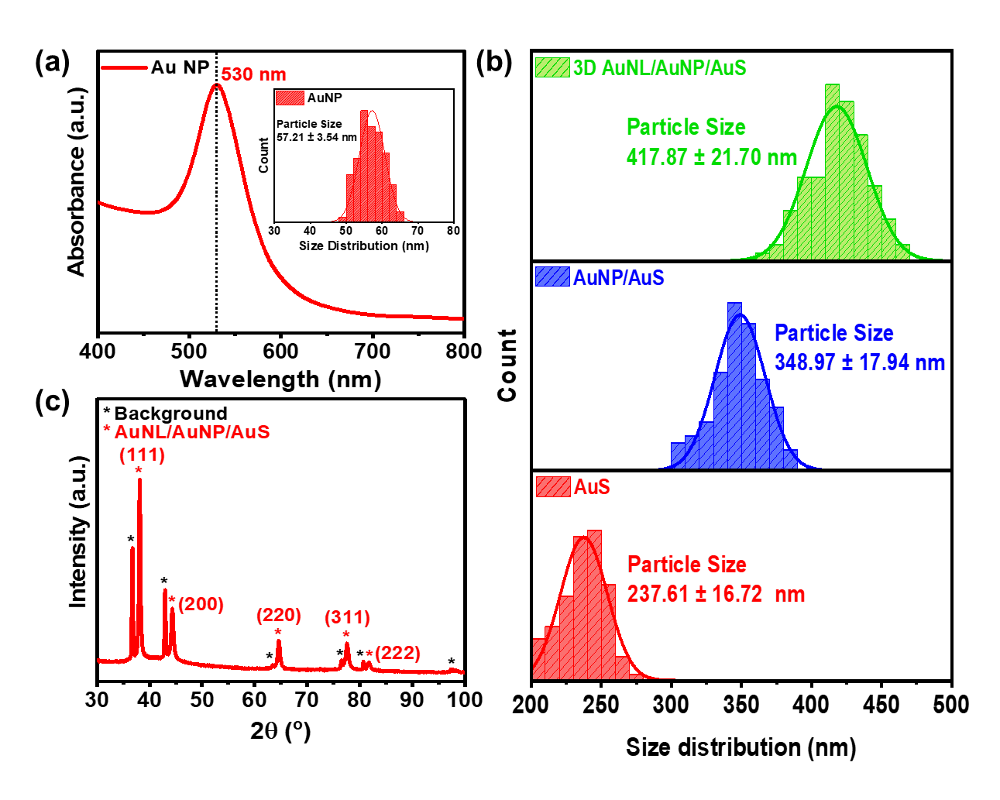 (a)
Au NP
530 nm
AuNP
Particle Size
57.21 ± 3.54 nm
Count
30 40 50 60 70 80
Size Distribution (nm)
Absorbance (a.u.)
400 500 600 700 800
Wavelength (nm)
(b)
3D AuNL/AuNP/AuS
Particle Size
417.87 ± 21.70 nm
AuNP/AuS
Particle Size
348.97 ± 17.94 nm
AuS
Particle Size
237.61 ± 16.72 nm
Count
200 250 300 350 400 450 500
Size distribution (nm)
(c)
* Background
* AuNL/AuNP/AuS
(111)
*
*
*
* (200)
(220)
*
*
(311)
*
*
*
* (222)
*
Intensity (a.u.)
30 40 50 60 70 80 90 100
2θ (°)